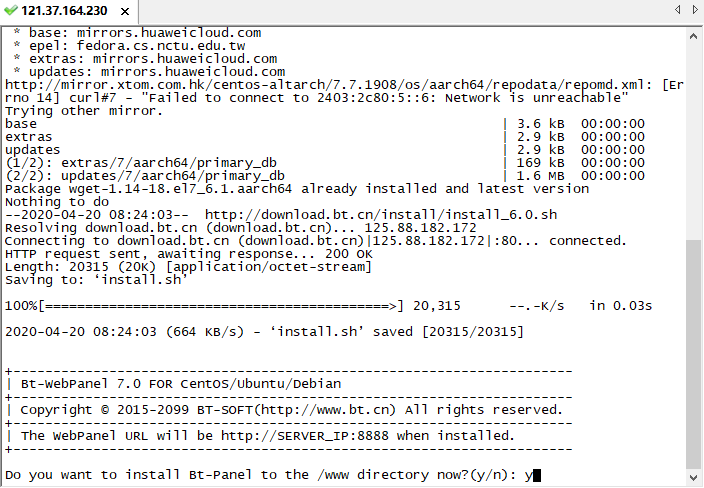 121.37.164.230
* base: mirrors.huaweicloud.com
* epel: fedora.cs.nctu.edu.tw
* extras: mirrors.huaweicloud.com
* updates: mirrors.huaweicloud.com
http://mirror.xtom.com.hk/centos-altarch/7.7.1908/os/aarch64/repodata/repomd.xml: [Er
rno 14] curl#7 - "Failed to connect to 2403:2c80:5::6: Network is unreachable"
Trying other mirror.
base | 3.6 kB 00:00:00
extras | 2.9 kB 00:00:00
updates | 2.9 kB 00:00:00
(1/2): extras/7/aarch64/primary_db | 169 kB 00:00:00
(2/2): updates/7/aarch64/primary_db | 1.6 MB 00:00:00
Package wget-1.14-18.el7_6.1.aarch64 already installed and latest version
Nothing to do
--2020-04-20 08:24:03-- http://download.bt.cn/install/install_6.0.sh
Resolving download.bt.cn (download.bt.cn)... 125.88.182.172
Connecting to download.bt.cn (download.bt.cn)|125.88.182.172|:80... connected.
HTTP request sent, awaiting response... 200 OK
Length: 20315 (20K) [application/octet-stream]
Saving to: ‘install.sh’
100%[===========================================>] 20,315 --.-K/s in 0.03s
2020-04-20 08:24:03 (664 KB/s) - ‘install.sh’ saved [20315/20315]
+----------------------------------------------------------------------
| Bt-WebPanel 7.0 FOR CentOS/Ubuntu/Debian
+----------------------------------------------------------------------
| Copyright © 2015-2099 BT-SOFT(http://www.bt.cn) All rights reserved.
+----------------------------------------------------------------------
| The WebPanel URL will be http://SERVER_IP:8888 when installed.
+----------------------------------------------------------------------
Do you want to install Bt-Panel to the /www directory now?(y/n): y